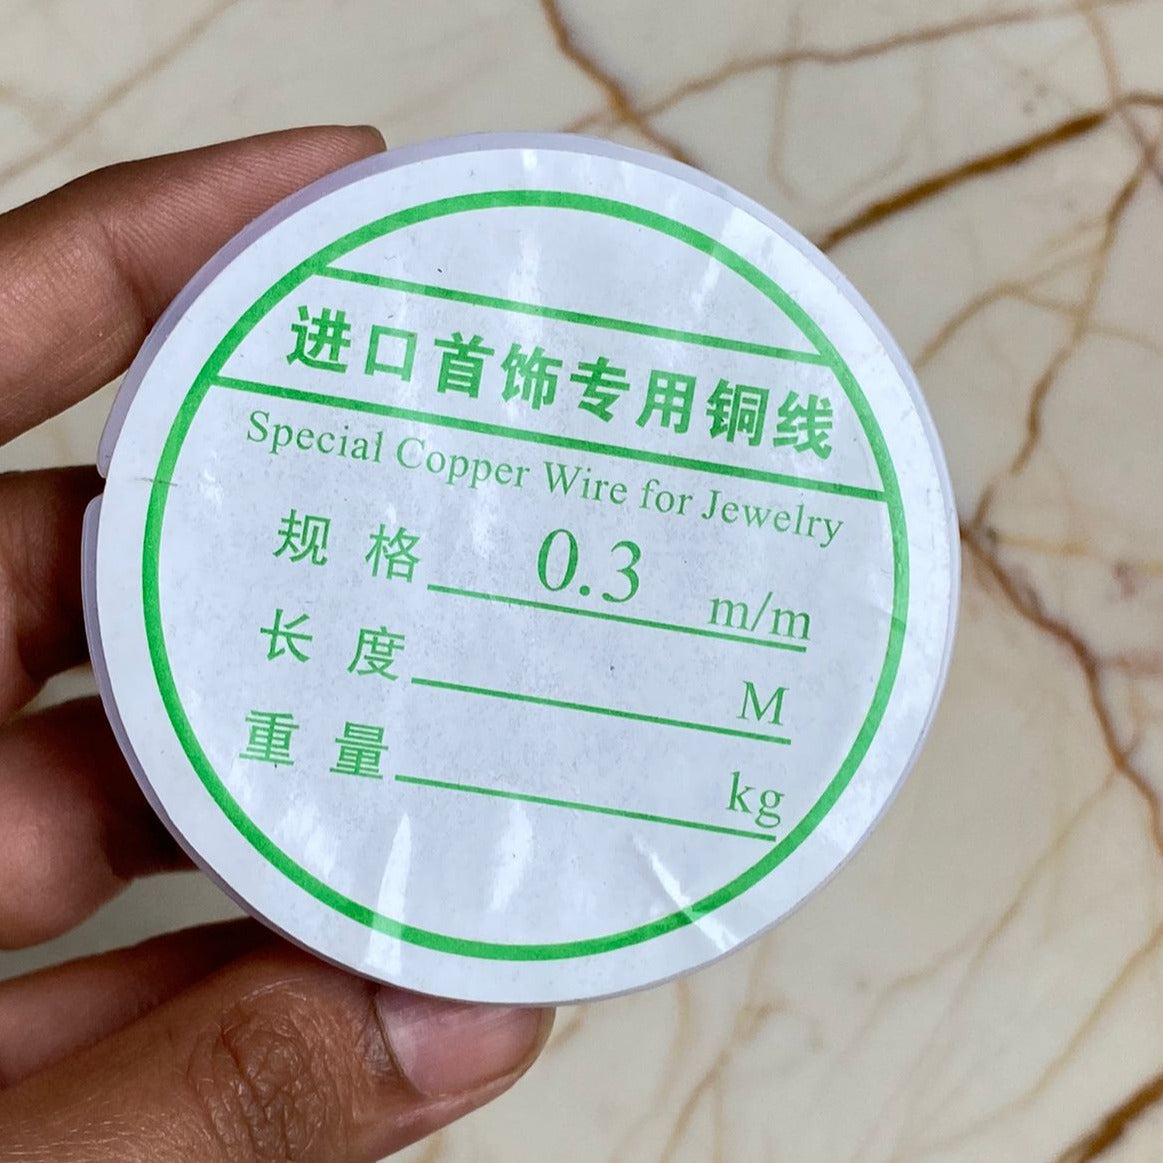 进口首饰专用铜线
Special Copper Wire for Jewelry
规 格 0.3 m/m
长 度 M
重 量 kg